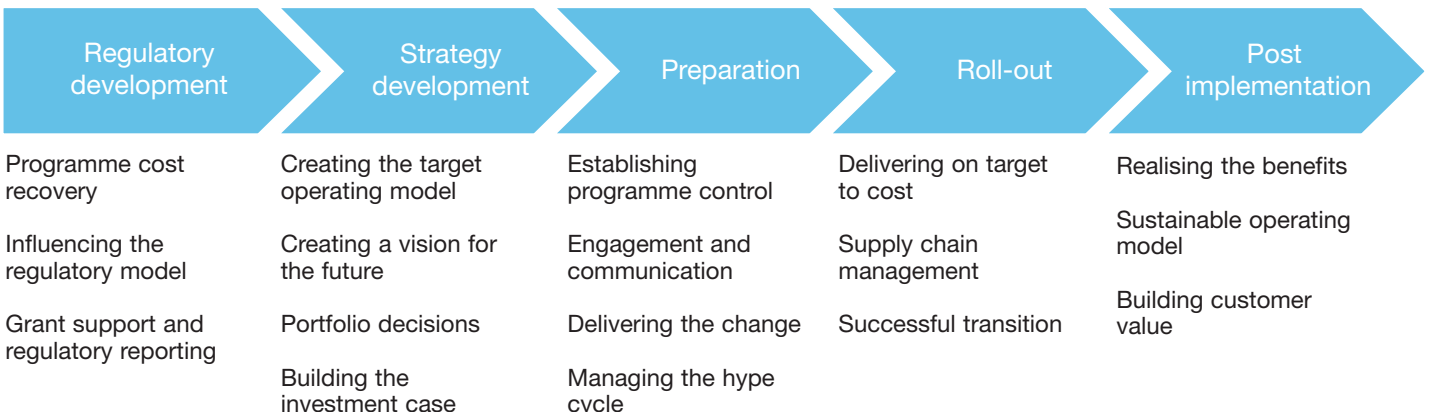 Regulatory
development
Strategy
development
Preparation
Roll-out
Post
implementation
Programme cost
recovery
Influencing the
regulatory model
Grant support and
regulatory reporting
Creating the target
operating model
Creating a vision for
the future
Portfolio decisions
Building the
investment case
Establishing
programme control
Engagement and
communication
Delivering the change
Managing the hype
cycle
Delivering on target
to cost
Supply chain
management
Successful transition
Realising the benefits
Sustainable operating
model
Building customer
value